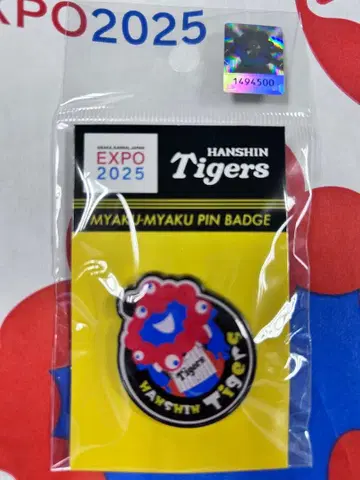 EXPO2025
1494500
OSAKA, KANSAI, JAPAN
EXPO
2025
HANSHIN
Tigers
MYAKU-MYAKU PIN BADGE
Tigers
HANSHIN Tigers